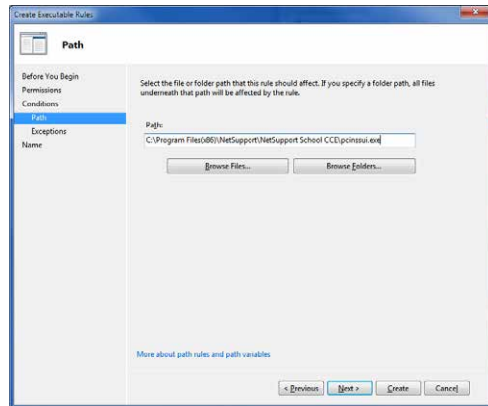 Create Executable Rules
Path
Before You Begin
Permissions
Conditions
Path
Exceptions
Name
Select the file or folder path that this rule should affect. If you specify a folder path, all files
underneath that path will be affected by the rule.
Path:
C:\Program Files(x86)\NetSupport\NetSupport School CCE\pcinssui.exe
Browse Files...
Browse Folders...
More about path rules and path variables
< Previous
Next >
Create
Cancel